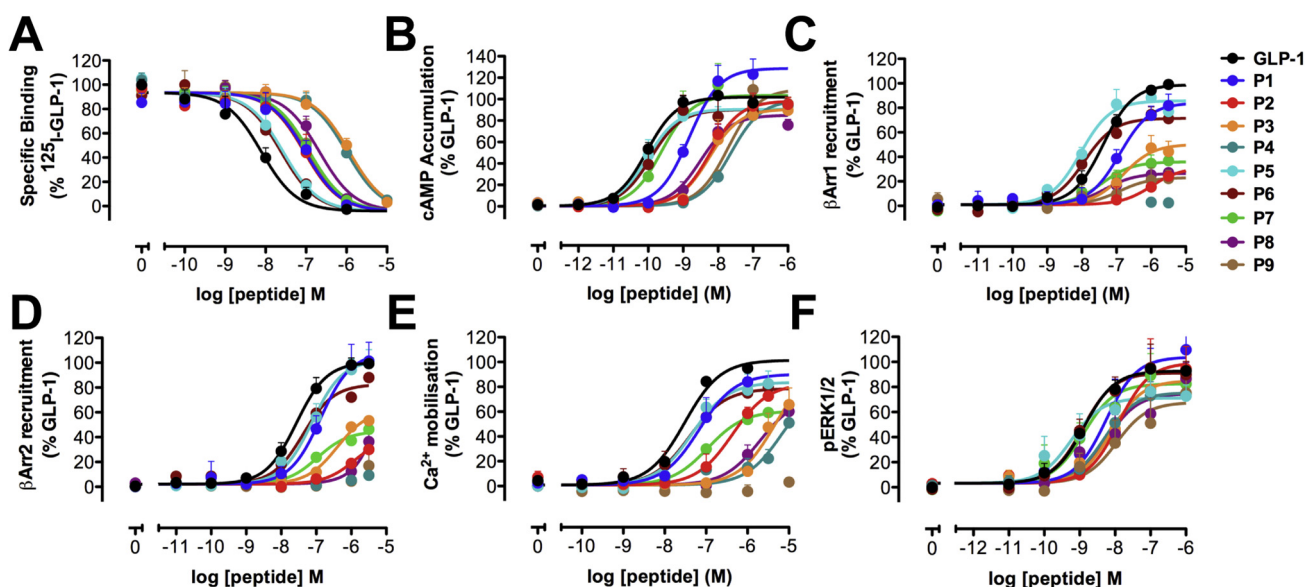 A
Specific Binding
(% 125I-GLP-1)
120
100
80
60
40
20
0
0
-10
-9
-8
-7
-6
-5
log [peptide] M
B
cAMP Accumulation
(% GLP-1)
140
120
100
80
60
40
20
0
0
-12
-11
-10
-9
-8
-7
-6
log [peptide] (M)
C
βArr1 recruitment
(% GLP-1)
120
100
80
60
40
20
0
0
-11
-10
-9
-8
-7
-6
-5
log [peptide] (M)
GLP-1
P1
P2
P3
P4
P5
P6
P7
P8
P9
D
βArr2 recruitment
(% GLP-1)
120
100
80
60
40
20
0
0
-11
-10
-9
-8
-7
-6
-5
log [peptide] M
E
Ca2+ mobilisation
(% GLP-1)
120
100
80
60
40
20
0
0
-10
-9
-8
-7
-6
-5
log [peptide] (M)
F
pERK1/2
(% GLP-1)
120
100
80
60
40
20
0
0
-12
-11
-10
-9
-8
-7
-6
log [peptide] M